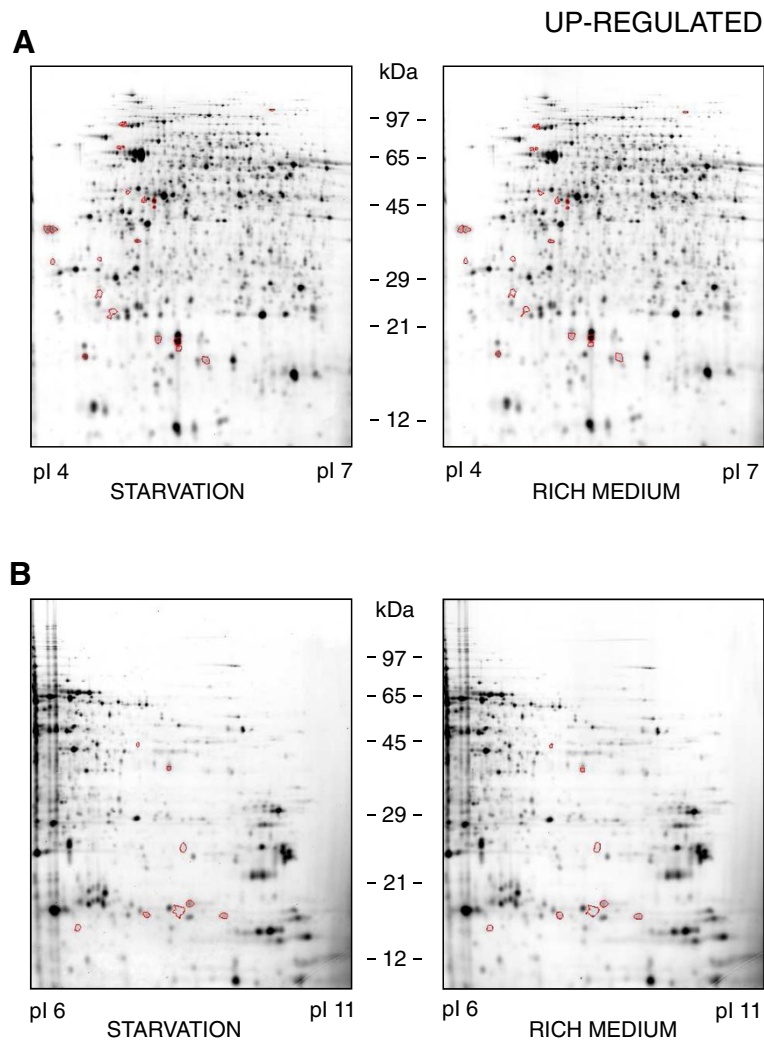 UP-REGULATED
A
kDa
– 97 –
– 65 –
– 45 –
– 29 –
– 21 –
– 12 –
pI 4
pI 7
pI 4
pI 7
STARVATION
RICH MEDIUM
B
kDa
– 97 –
– 65 –
– 45 –
– 29 –
– 21 –
– 12 –
pI 6
pI 11
pI 6
pI 11
STARVATION
RICH MEDIUM